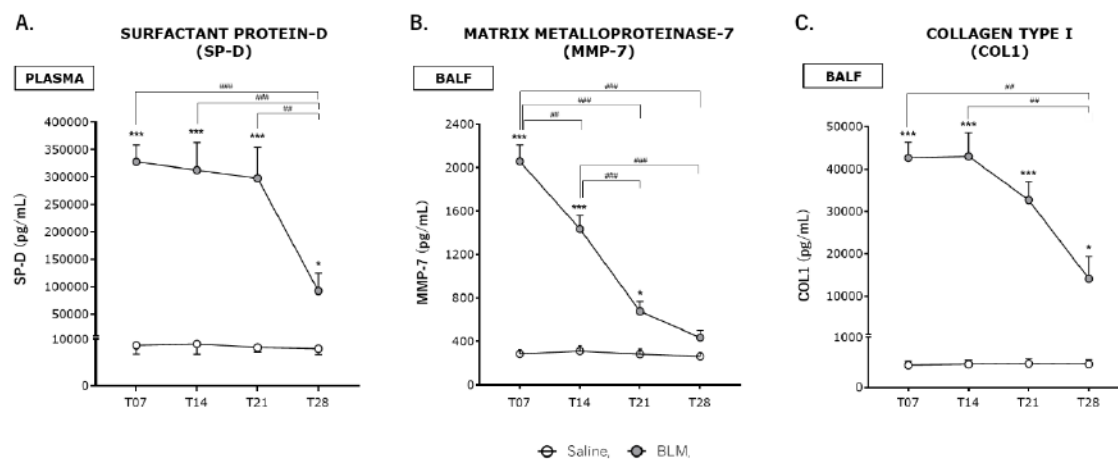 A.
SURFACTANT PROTEIN-D
(SP-D)
PLASMA
###
###
##
***
***
***
*
400000
350000
300000
250000
200000
150000
100000
50000
10000
0
SP-D (pg/mL)
T07 T14 T21 T28
B.
MATRIX METALLOPROTEINASE-7
(MMP-7)
BALF
###
###
##
###
###
***
***
*
2400
2000
1600
1200
800
400
0
MMP-7 (pg/mL)
T07 T14 T21 T28
C.
COLLAGEN TYPE I
(COL1)
BALF
##
##
***
***
***
*
50000
40000
30000
20000
10000
1000
0
COL1 (pg/mL)
T07 T14 T21 T28
Saline, BLM,